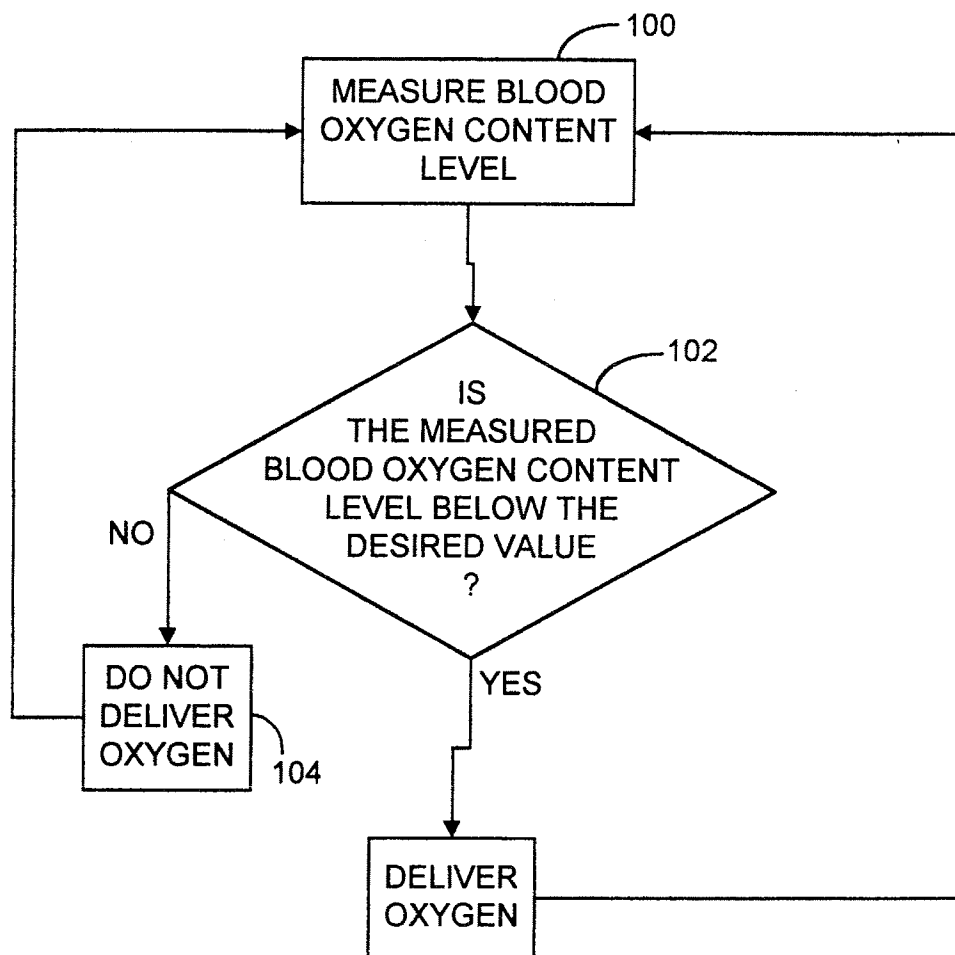 100
MEASURE BLOOD
OXYGEN CONTENT
LEVEL
102
IS
THE MEASURED
BLOOD OXYGEN CONTENT
LEVEL BELOW THE
DESIRED VALUE
?
NO
YES
DO NOT
DELIVER
OXYGEN
104
DELIVER
OXYGEN